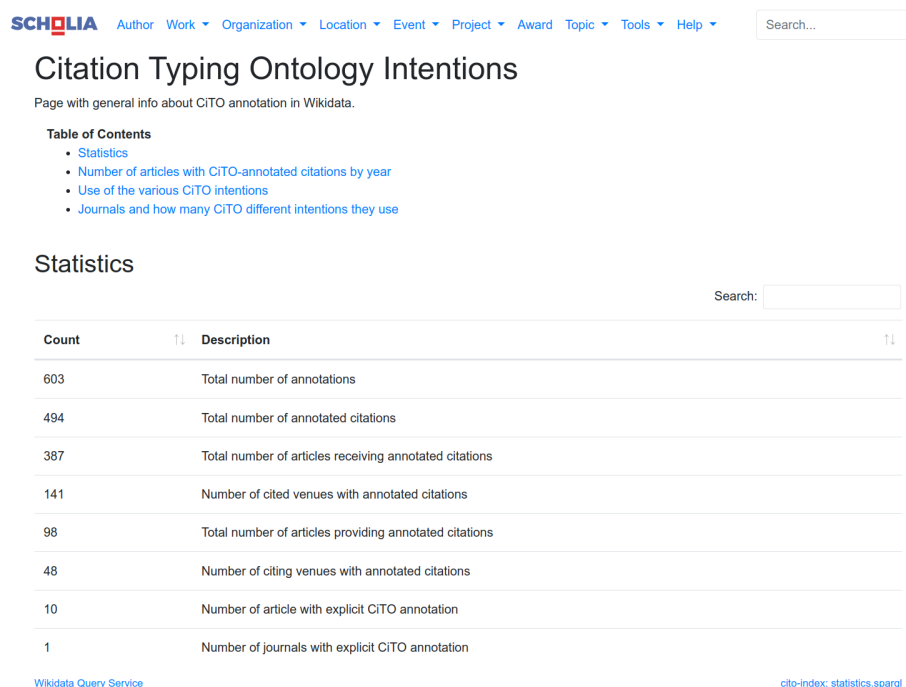 SCHOLIA Author Work Organization Location Event Project Award Topic Tools Help Search...
Citation Typing Ontology Intentions
Page with general info about CiTO annotation in Wikidata.
Table of Contents
Statistics
Number of articles with CiTO-annotated citations by year
Use of the various CiTO intentions
Journals and how many CiTO different intentions they use
Statistics
Search:
Count Description
603 Total number of annotations
494 Total number of annotated citations
387 Total number of articles receiving annotated citations
141 Number of cited venues with annotated citations
98 Total number of articles providing annotated citations
48 Number of citing venues with annotated citations
10 Number of article with explicit CiTO annotation
1 Number of journals with explicit CiTO annotation
Wikidata Query Service cito-index: statistics.sparql